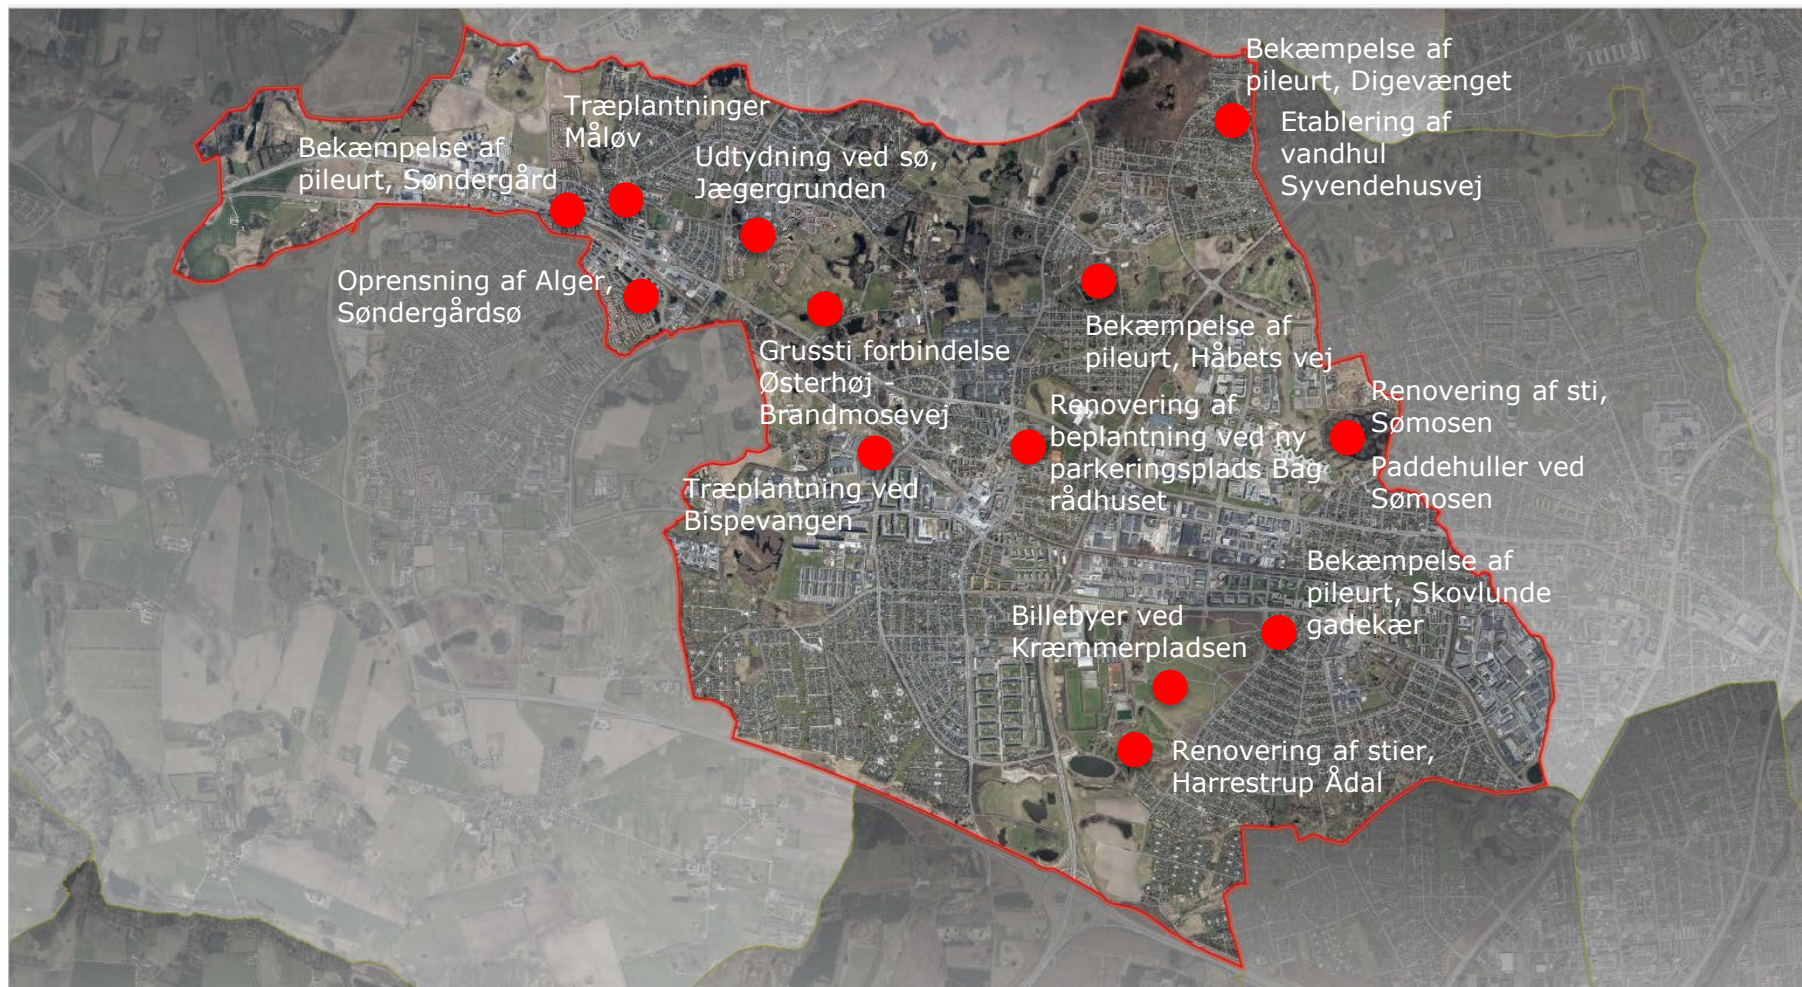 Bekæmpelse af
pileurt, Digevænget
Etablering af
vandhul
Syvendehusvej
Træplantninger
Måløv
Bekæmpelse af
pileurt, Søndergård
Udtydning ved sø,
Jægergrunden
Oprensning af Alger,
Søndergårdsø
Grussti forbindelse
Østerhøj -
Brandmosevej
Bekæmpelse af
pileurt, Håbets vej
Renovering af
beplantning ved ny
parkeringsplads Bag
rådhuset
Renovering af sti,
Sømosen
Paddehuller ved
Sømosen
Træplantning ved
Bispevangen
Bekæmpelse af
pileurt, Skovlunde
gadekær
Billebyer ved
Kræmmerpladsen
Renovering af stier,
Harrestrup Ådal